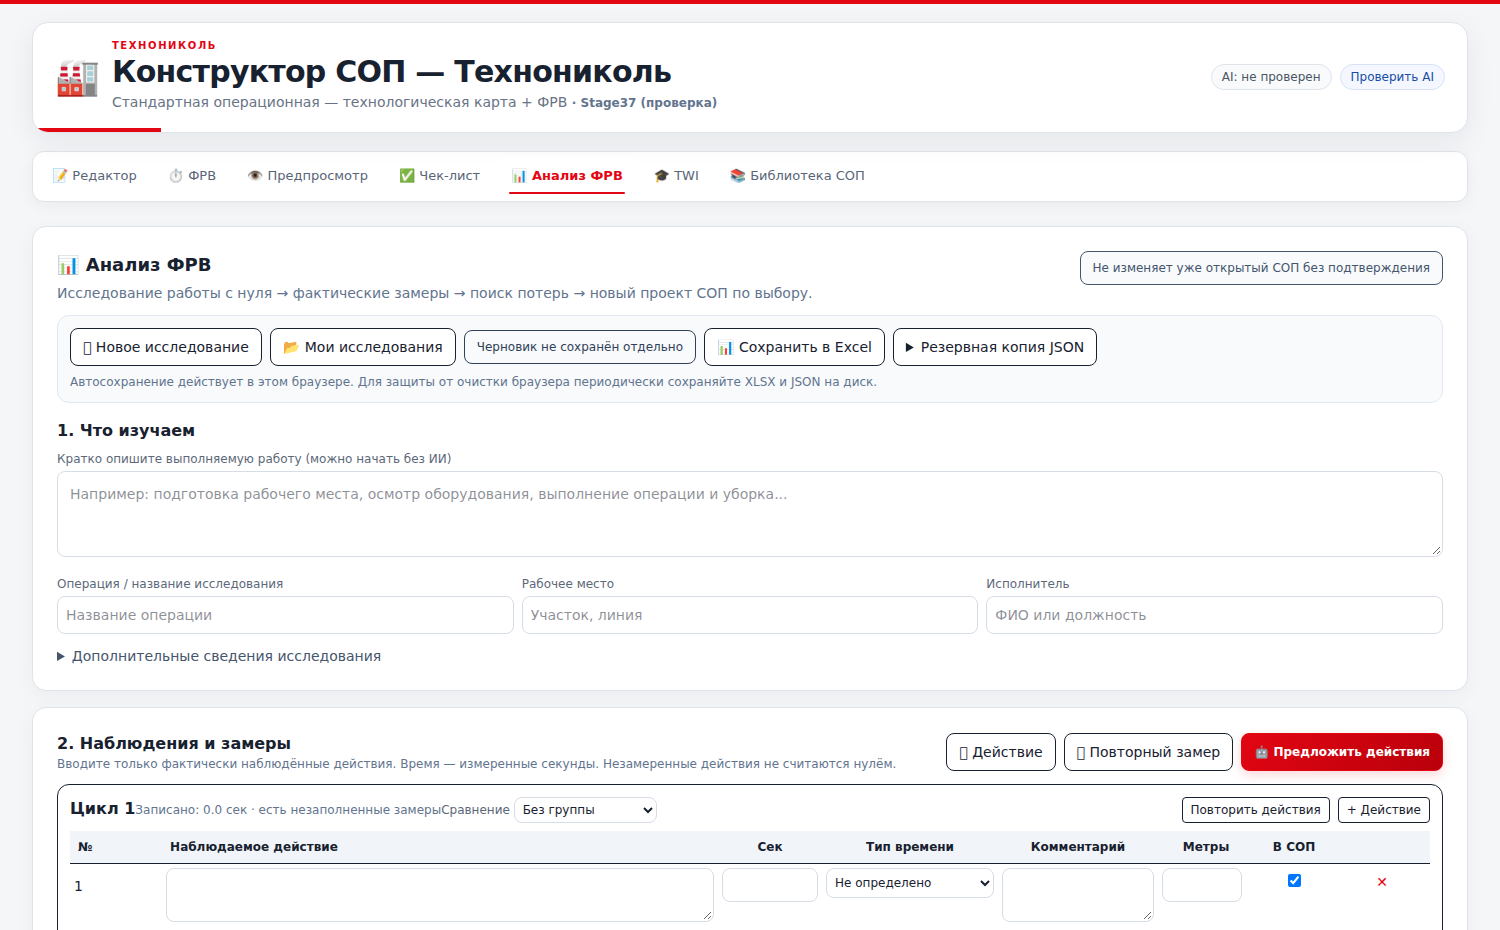 ТЕХНОНИКОЛЬ
Конструктор СОП — Технониколь
Стандартная операционная — технологическая карта + ФРВ · Stage37 (проверка)
AI: не проверен
Проверить AI
Редактор
ФРВ
Предпросмотр
Чек-лист
Анализ ФРВ
TWI
Библиотека СОП
Анализ ФРВ
Не изменяет уже открытый СОП без подтверждения
Исследование работы с нуля → фактические замеры → поиск потерь → новый проект СОП по выбору.
Новое исследование
Мои исследования
Черновик не сохранён отдельно
Сохранить в Excel
Резервная копия JSON
Автосохранение действует в этом браузере. Для защиты от очистки браузера периодически сохраняйте XLSX и JSON на диск.
1. Что изучаем
Кратко опишите выполняемую работу (можно начать без ИИ)
Например: подготовка рабочего места, осмотр оборудования, выполнение операции и уборка...
Операция / название исследования
Рабочее место
Исполнитель
Название операции
Участок, линия
ФИО или должность
Дополнительные сведения исследования
2. Наблюдения и замеры
Вводите только фактически наблюдённые действия. Время — измеренные секунды. Незамеренные действия не считаются нулём.
Действие
Повторный замер
Предложить действия
Цикл 1Записано: 0.0 сек · есть незаполненные замерыСравнение Без группы
Повторить действия
+ Действие
№ Наблюдаемое действие Сек Тип времени Комментарий Метры В СОП
1 Не определено ✕